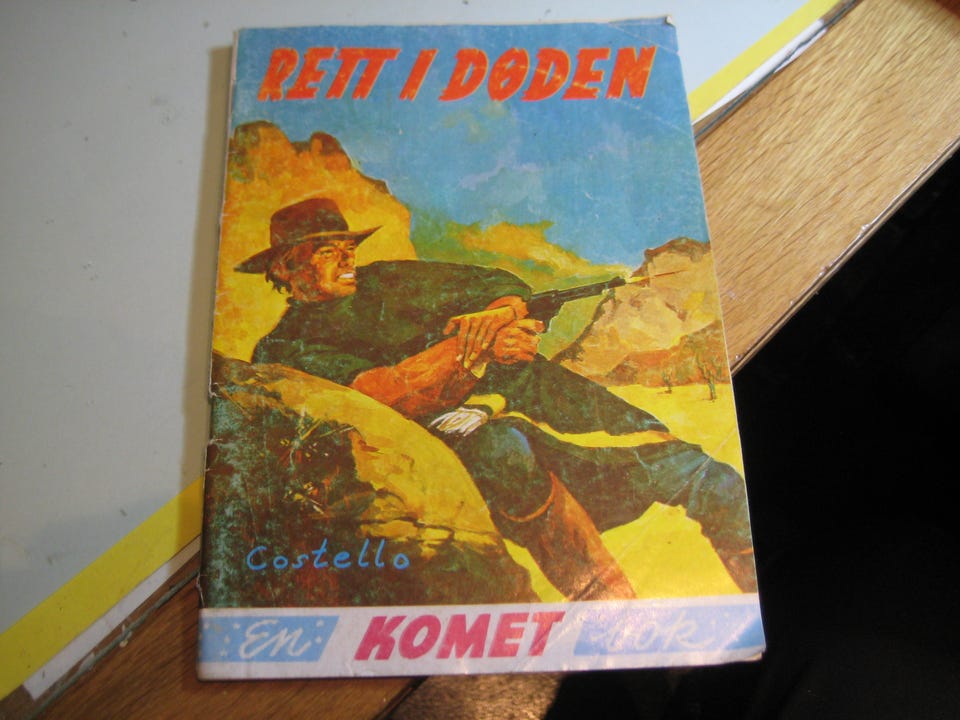 RETT I DØDEN
Costello
En KOMET bok